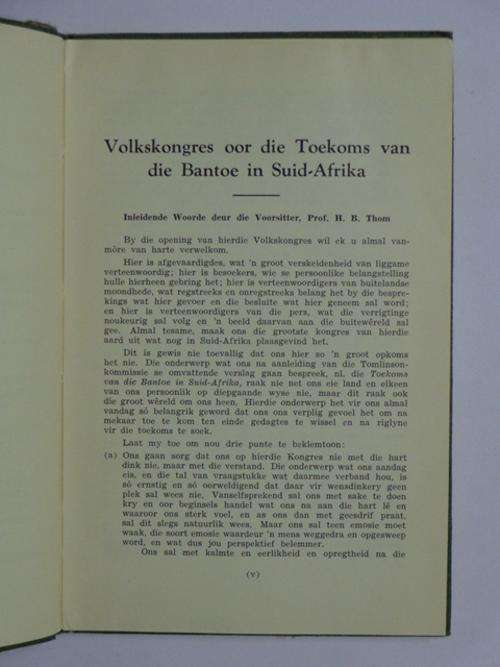 Volkskongres oor die Toekoms van
die Bantoe in Suid-Afrika
Inleidende Woorde deur die Voorsitter, Prof. H. B. Thom
By die opening van hierdie Volkskongres wil ek u almal van-
môre van harte verwelkom.
Hier is afgevaardigdes, wat 'n groot verskeidenheid van liggame
verteenwoordig; hier is besoekers, wie se persoonlike belangstelling
hulle hierheen gebring het; hier is verteenwoordigers van buitelandse
moondhede, wat regstreeks en onregstreeks belang het by die bespre-
kings wat hier gevoer en die besluite wat hier geneem sal word;
en hier is verteenwoordigers van die pers, wat die verrigtinge
noukeurig sal volg en 'n beeld daarvan aan die buitewêreld sal
gee. Almal tesame, maak ons die grootste kongres van hierdie
aard uit wat nog in Suid-Afrika plaasgevind het.
Dit is gewis nie toevallig dat ons hier so 'n groot opkoms
het nie. Die onderwerp wat ons na aanleiding van die Tomlinson-
kommissie se omvattende verslag gaan bespreek, nl. die Toekoms
van die Bantoe in Suid-Afrika, raak nie net ons eie land en elkeen
van ons persoonlik op diepgaande wyse nie, maar dit raak ook
die groot wêreld om ons heen. Hierdie onderwerp het vir ons almal
vandag só belangrik geword dat ons ons verplig gevoel het om na
mekaar toe te kom ten einde gedagtes te wissel en na riglyne
vir die toekoms te soek.
Laat my toe om nou drie punte te beklemtoon:
(a) Ons gaan sorg dat ons op hierdie Kongres nie met die hart
dink nie, maar met die verstand. Die onderwerp wat ons aandag
eis, en die tal van vraagstukke wat daarmee verband hou, is
só ernstig en só oorweldigend dat daar vir wensdinkery geen
plek sal wees nie. Vanselfsprekend sal ons met sake te doen
kry en oor beginsels handel wat ons na aan die hart lê en
waaroor ons sterk voel, en as ons dan met geesdrif praat,
sal dit slegs natuurlik wees. Maar ons sal teen emosie moet
waak, die soort emosie waardeur 'n mens weggedra en opgesweep
word, en wat dus jou perspektief belemmer.
Ons sal met kalmte en eerlikheid en opregtheid na die
(v)